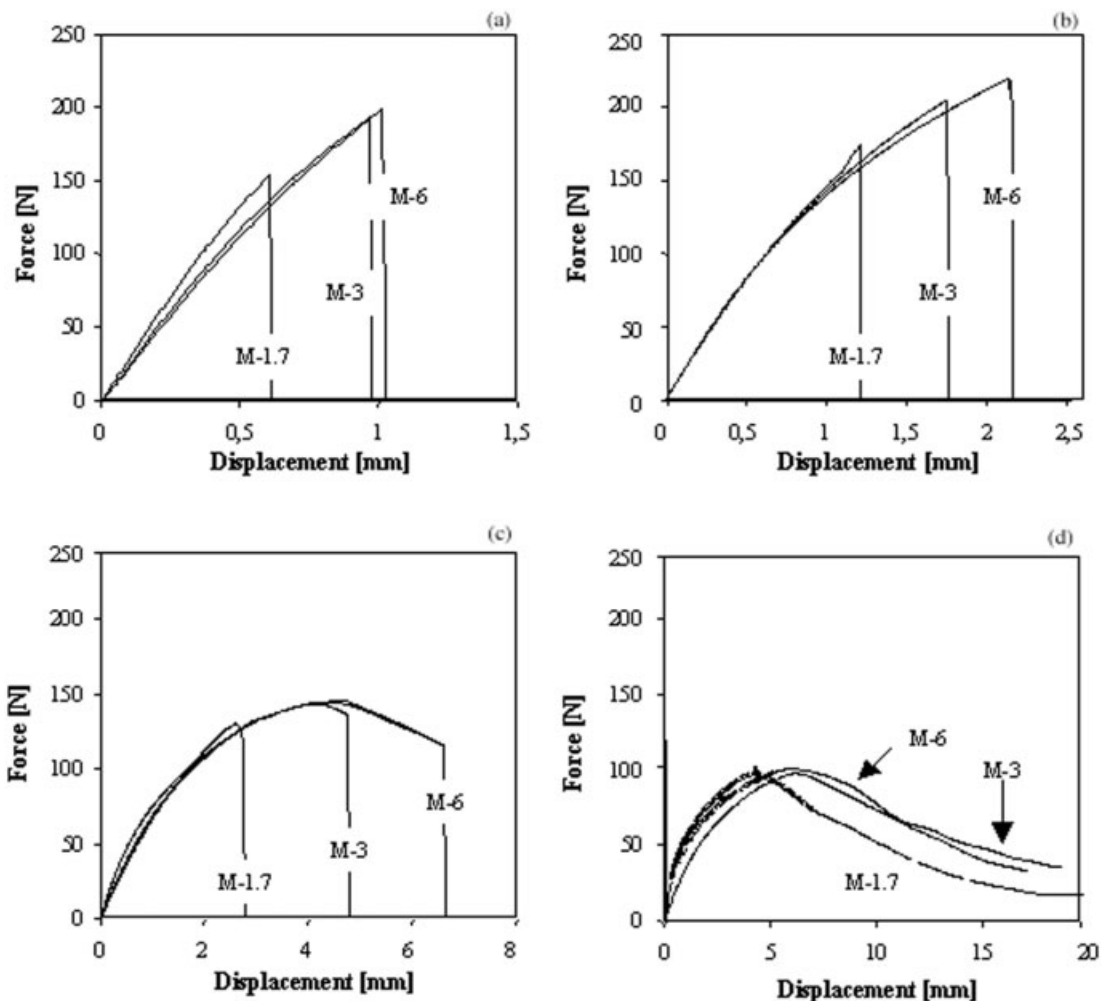 (a)
250
200
150
100
50
0
Force [N]
M-6
M-3
M-1.7
0 0,5 1 1,5
Displacement [mm]
(b)
250
200
150
100
50
0
Force [N]
M-6
M-3
M-1.7
0 0,5 1 1,5 2 2,5
Displacement [mm]
(c)
250
200
150
100
50
0
Force [N]
M-6
M-3
M-1.7
0 2 4 6 8
Displacement [mm]
(d)
250
200
150
100
50
0
Force [N]
M-6
M-3
M-1.7
0 5 10 15 20
Displacement [mm]